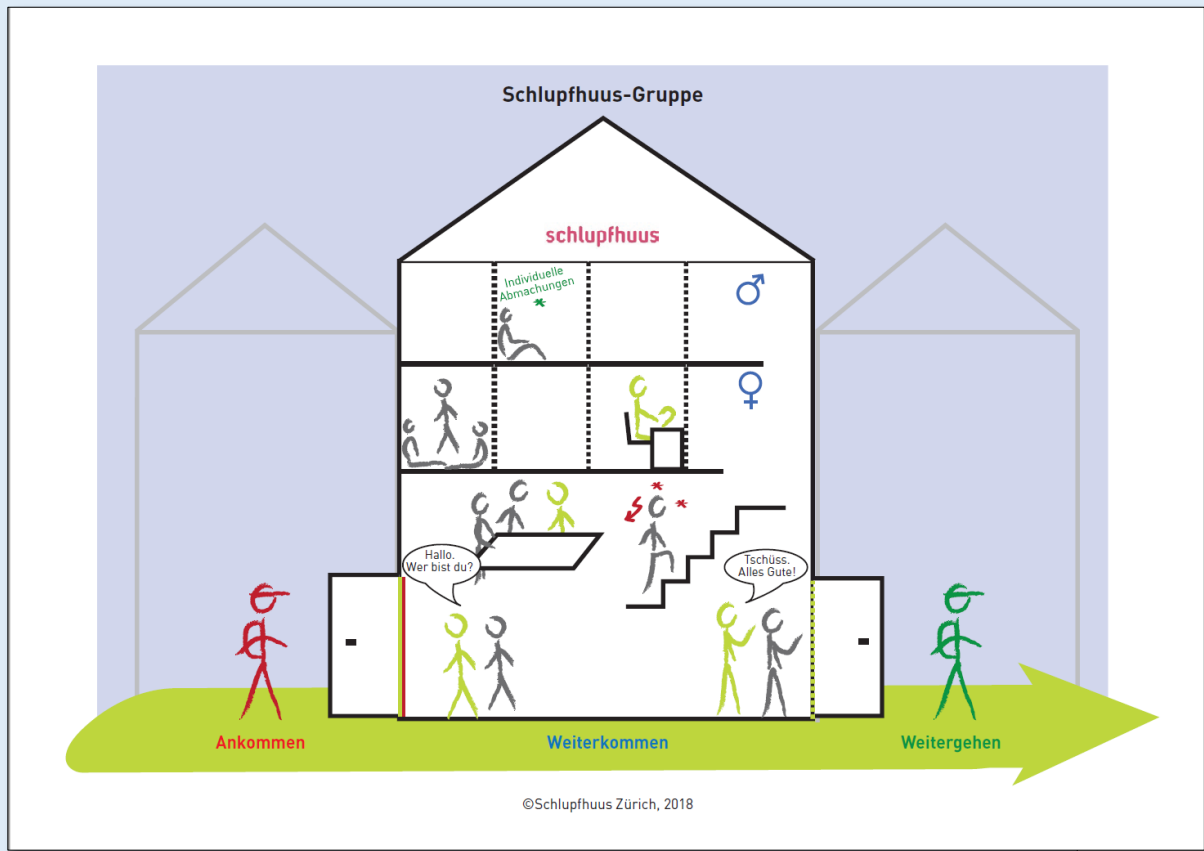 Schlupfhuus-Gruppe
schlupfhuus
Individuelle
Abmachungen
Hallo.
Wer bist du?
Tschüss.
Alles Gute!
Ankommen
Weiterkommen
Weitergehen
©Schlupfhuus Zürich, 2018